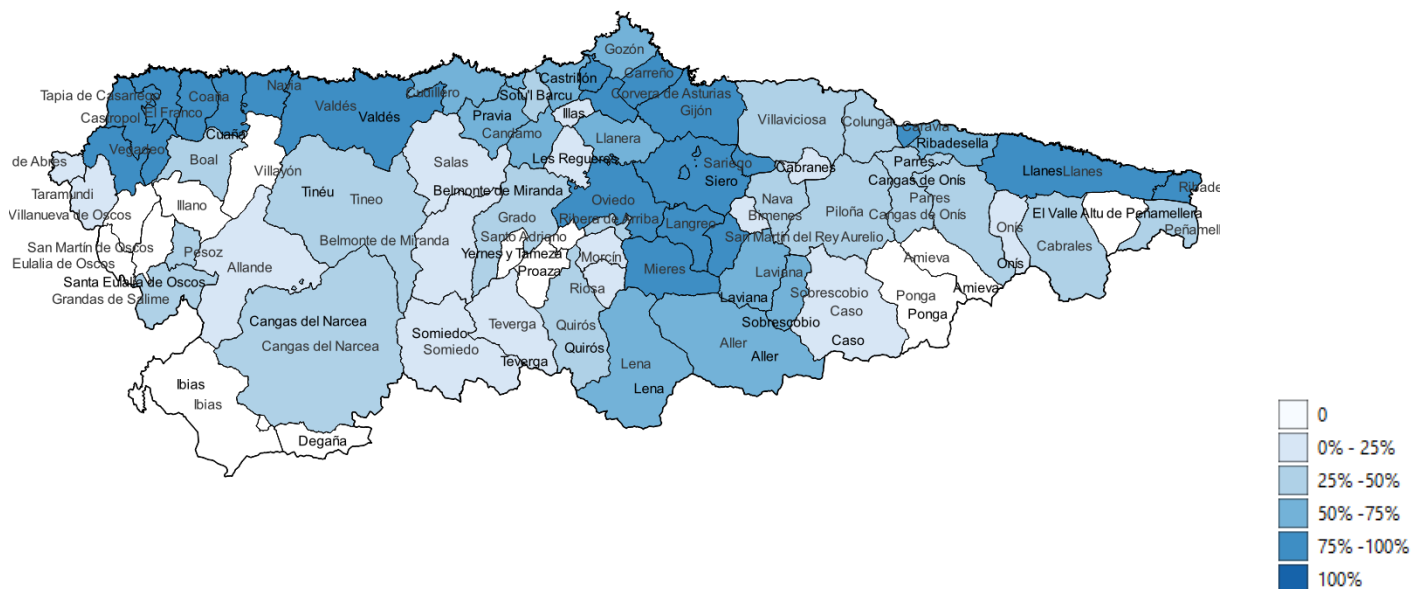 Gozón
Castrillón
Carreño
Navia
Cudillero
Tapia de Casariego
Coaña
Sotu'l Barcu
Corvera de Asturias
Valdés
Gijón
El Franco
Castropol
Valdés
Pravia
Illas
Villaviciosa
Colunga
Caravia
Cuaña
Candamo
Llanera
Ribadesella
Vegadeo
Boal
de Abres
Salas
Les Regueres
Sariego
Cabranes
Parres
Villayón
Llanes
Llanes
Siero
Cangas de Onís
Taramundi
Tinéu
Belmonte de Miranda
Ribade
Tineo
Oviedo
Nava
Parres
Illano
Villanueva de Oscos
Grado
Ribera de Arriba
Langreo
Bimenes
Piloña
Cangas de Onís
El Valle Altu de Peñamellera
Onís
Peñamell
Belmonte de Miranda
Santo Adriano
San Martín del Rey Aurelio
San Martín de Oscos
Pesoz
Yernes y Tameza
Morcín
Amieva
Cabrales
Eulalia de Oscos
Allande
Proaza
Mieres
Laviana
Onís
Santa Eulalia de Oscos
Riosa
Sobrescobio
Amieva
Grandas de Salime
Laviana
Ponga
Caso
Ponga
Cangas del Narcea
Teverga
Quirós
Sobrescobio
Somiedo
Aller
Caso
Cangas del Narcea
Somiedo
Quirós
Teverga
Lena
Aller
Ibias
Lena
Ibias
Degaña
0
0% - 25%
25% -50%
50% -75%
75% -100%
100%